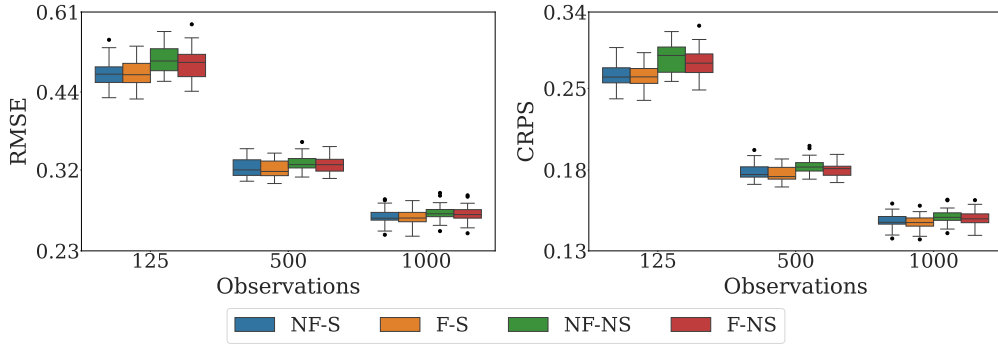 0.61
0.44
0.32
0.23
RMSE
125
500
1000
Observations
0.34
0.25
0.18
0.13
CRPS
125
500
1000
Observations
NF-S F-S NF-NS F-NS